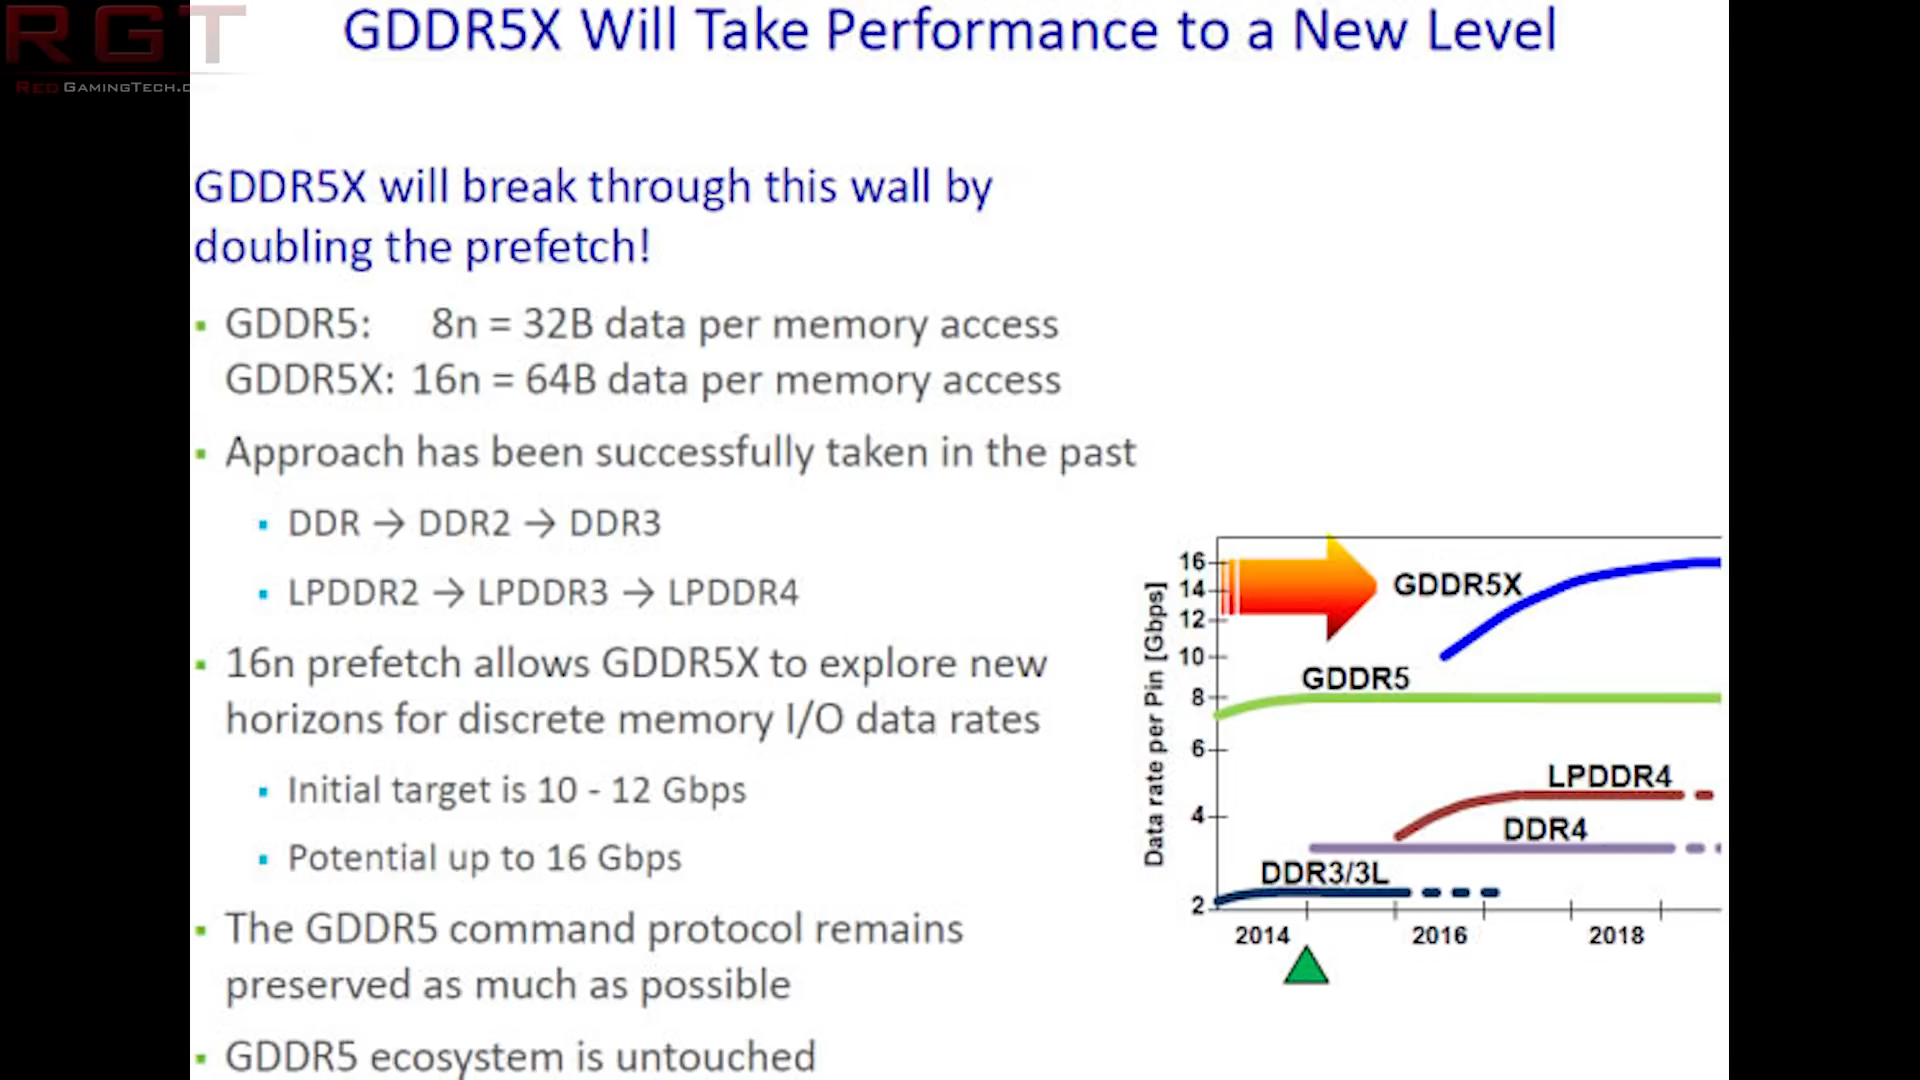 RGT
RED GAMINGTECH.C
GDDR5X Will Take Performance to a New Level
GDDR5X will break through this wall by
doubling the prefetch!
GDDR5: 8n = 32B data per memory access
GDDR5X: 16n = 64B data per memory access
Approach has been successfully taken in the past
DDR → DDR2 → DDR3
LPDDR2 → LPDDR3 → LPDDR4
16n prefetch allows GDDR5X to explore new
horizons for discrete memory I/O data rates
Initial target is 10 - 12 Gbps
Potential up to 16 Gbps
The GDDR5 command protocol remains
preserved as much as possible
GDDR5 ecosystem is untouched
Data rate per Pin [Gbps]
16
14
12
10
8
6
4
2
GDDR5X
GDDR5
LPDDR4
DDR4
DDR3/3L
2014 2016 2018